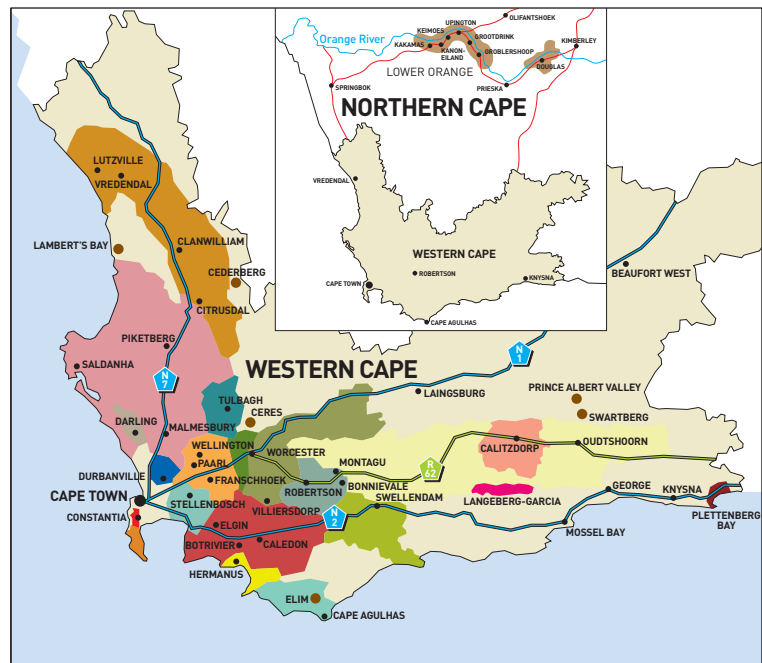 OLIFANTSHOEK
UPINGTON
KEIMOES
Orange River
GROOTDRINK
KIMBERLEY
KAKAMAS
KANON-
EILAND
GROBLERSHOOP
DOUGLAS
LOWER ORANGE
SPRINGBOK
PRIESKA
NORTHERN CAPE
VREDENDAL
WESTERN CAPE
ROBERTSON
KNYSNA
CAPE TOWN
CAPE AGULHAS
LUTZVILLE
VREDENDAL
LAMBERT'S BAY
CLANWILLIAM
CEDERBERG
BEAUFORT WEST
CITRUSDAL
PIKETBERG
SALDANHA
WESTERN CAPE
N
1
N
7
LAINGSBURG
PRINCE ALBERT VALLEY
TULBAGH
CERES
SWARTBERG
DARLING
MALMESBURY
WELLINGTON
WORCESTER
CALITZDORP
OUDTSHOORN
PAARL
MONTAGU
R
62
DURBANVILLE
FRANSCHHOEK
ROBERTSON
BONNIEVALE
CAPE TOWN
STELLENBOSCH
VILLIERSDORP
SWELLENDAM
LANGEBERG-GARCIA
GEORGE
KNYSNA
CONSTANTIA
ELGIN
N
2
PLETTENBERG
BAY
MOSSEL BAY
BOTRIVIER
CALEDON
HERMANUS
ELIM
CAPE AGULHAS